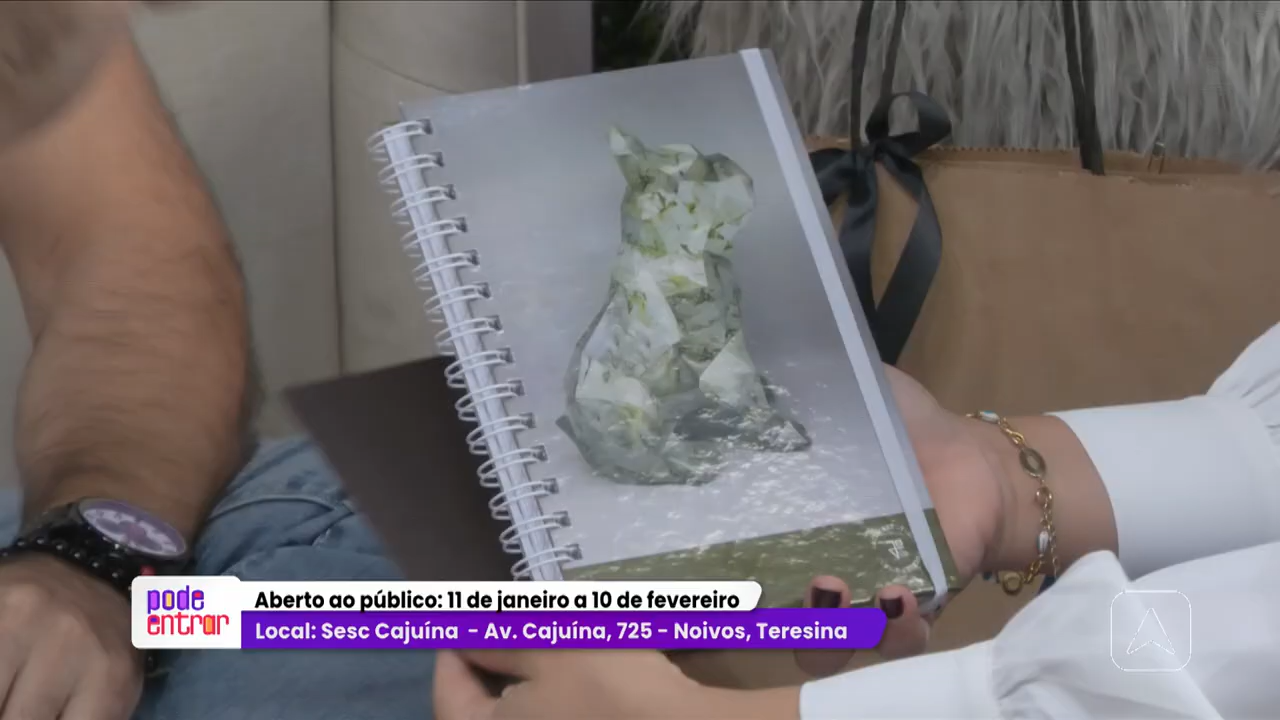 pode
entrar
Aberto ao público: 11 de janeiro a 10 de fevereiro
Local: Sesc Cajuína - Av. Cajuína, 725 - Noivos, Teresina